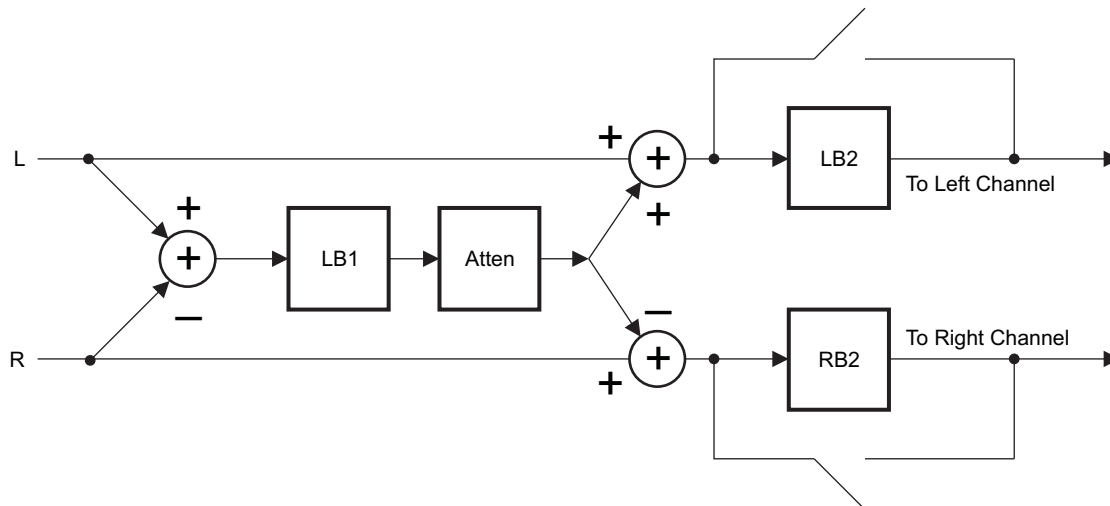 L
+
+
LB1
Atten
−
R
+
+
+
LB2
To Left Channel
−
+
+
RB2
To Right Channel